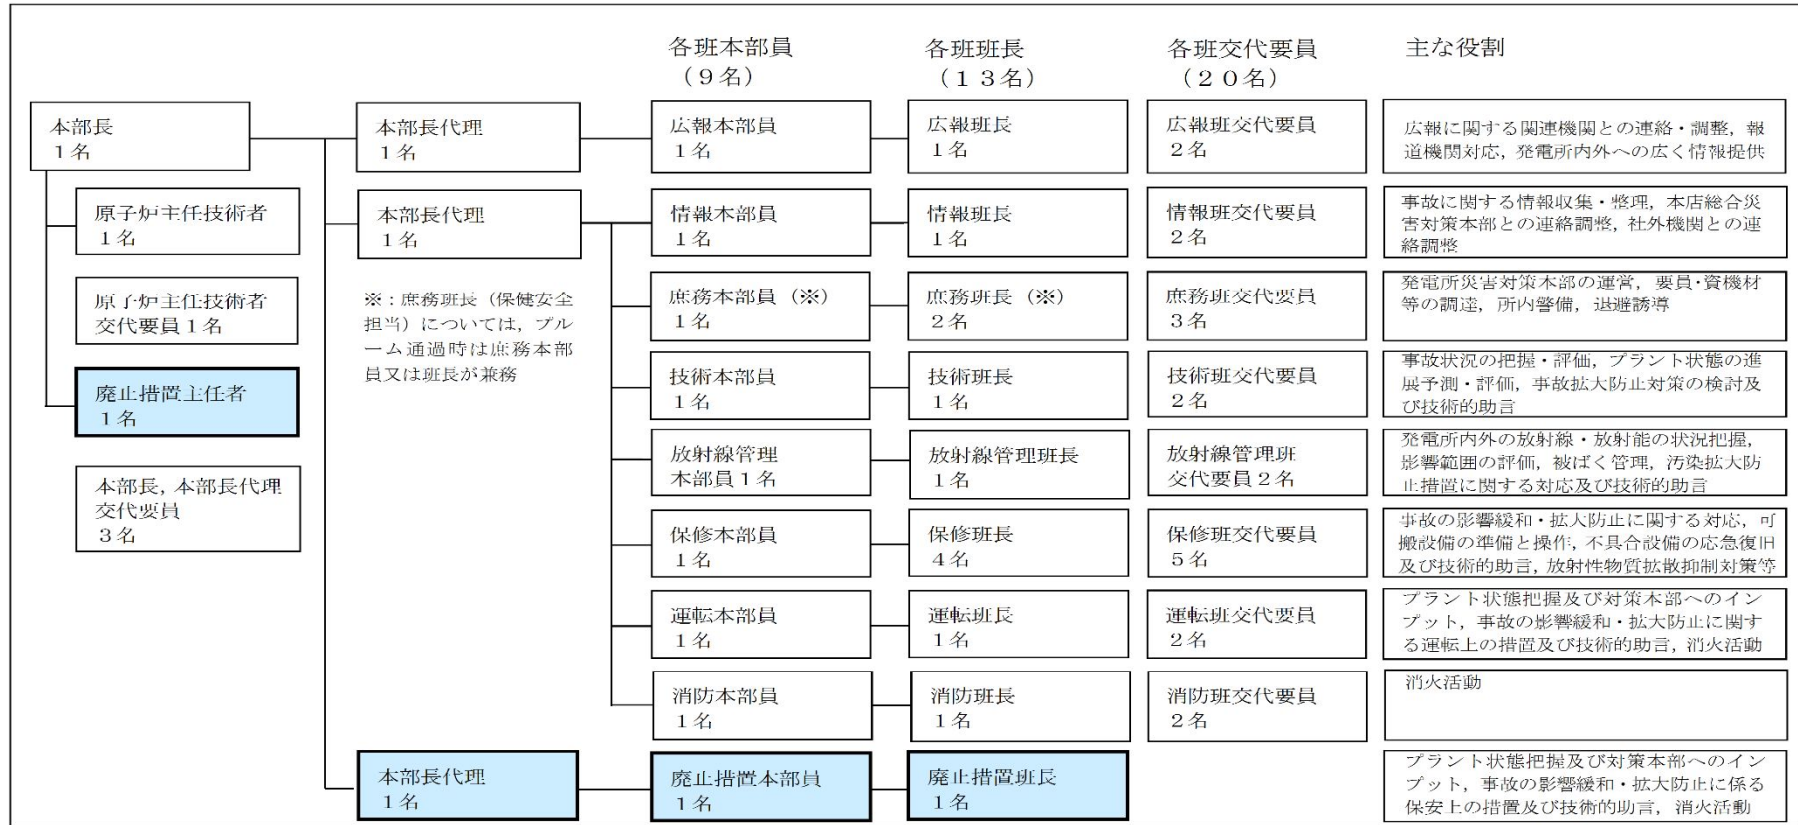 各班本部員
（９名）
各班班長
（１３名）
各班交代要員
（２０名）
主な役割
本部長
１名
本部長代理
１名
広報本部員
１名
広報班長
１名
広報班交代要員
２名
広報に関する関連機関との連絡・調整，報
道機関対応，発電所内外への広く情報提供
原子炉主任技術者
１名
本部長代理
１名
情報本部員
１名
情報班長
１名
情報班交代要員
２名
事故に関する情報収集・整理，本店総合災
害対策本部との連絡調整，社外機関との連
絡調整
原子炉主任技術者
交代要員１名
※：庶務班長（保健安全
担当）については，プル
ーム通過時は庶務本部
員又は班長が兼務
庶務本部員（※）
１名
庶務班長（※）
２名
庶務班交代要員
３名
発電所災害対策本部の運営，要員・資機材
等の調達，所内警備，退避誘導
廃止措置主任者
１名
技術本部員
１名
技術班長
１名
技術班交代要員
２名
事故状況の把握・評価，プラント状態の進
展予測・評価，事故拡大防止対策の検討及
び技術的助言
本部長，本部長代理
交代要員
３名
放射線管理
本部員１名
放射線管理班長
１名
放射線管理班
交代要員２名
発電所内外の放射線・放射能の状況把握，
影響範囲の評価，被ばく管理，汚染拡大防
止措置に関する対応及び技術的助言
保修本部員
１名
保修班長
４名
保修班交代要員
５名
事故の影響緩和・拡大防止に関する対応，可
搬設備の準備と操作，不具合設備の応急復旧
及び技術的助言，放射性物質拡散抑制対策等
運転本部員
１名
運転班長
１名
運転班交代要員
２名
プラント状態把握及び対策本部へのイン
プット，事故の影響緩和・拡大防止に関す
る運転上の措置及び技術的助言，消火活動
消防本部員
１名
消防班長
１名
消防班交代要員
２名
消火活動
本部長代理
１名
廃止措置本部員
１名
廃止措置班長
１名
プラント状態把握及び対策本部へのイン
プット，事故の影響緩和・拡大防止に係る
保安上の措置及び技術的助言，消火活動